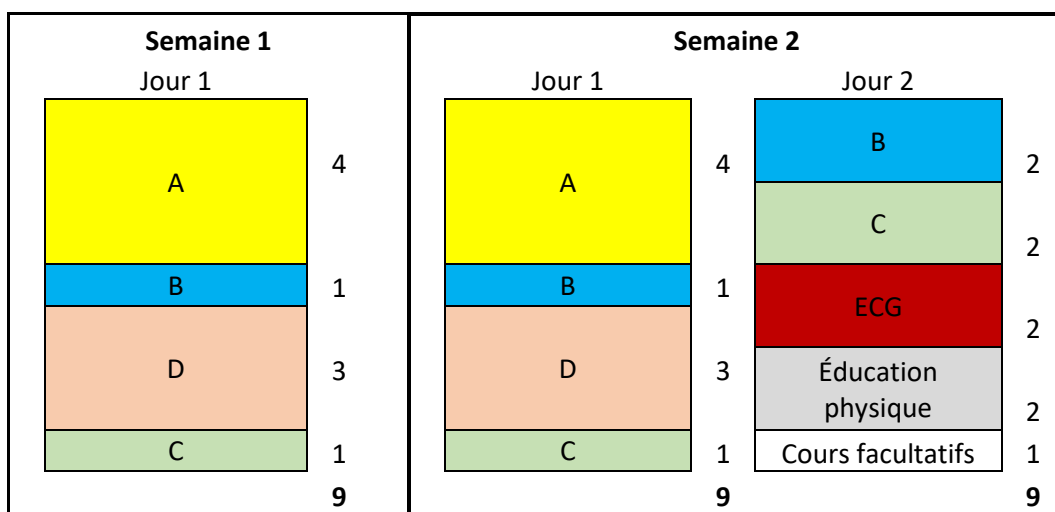 Semaine 1
Jour 1
A
4
B
1
D
3
C
1
9
Semaine 2
Jour 1
A
4
B
1
D
3
C
1
9
Jour 2
B
2
C
2
ECG
2
Éducation
physique
2
Cours facultatifs
1
9